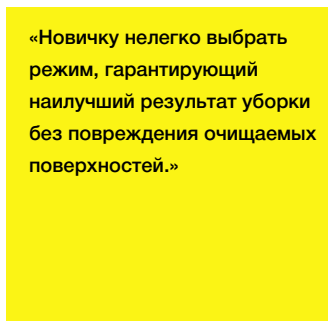 «Новичку нелегко выбрать
режим, гарантирующий
наилучший результат уборки
без повреждения очищаемых
поверхностей.»